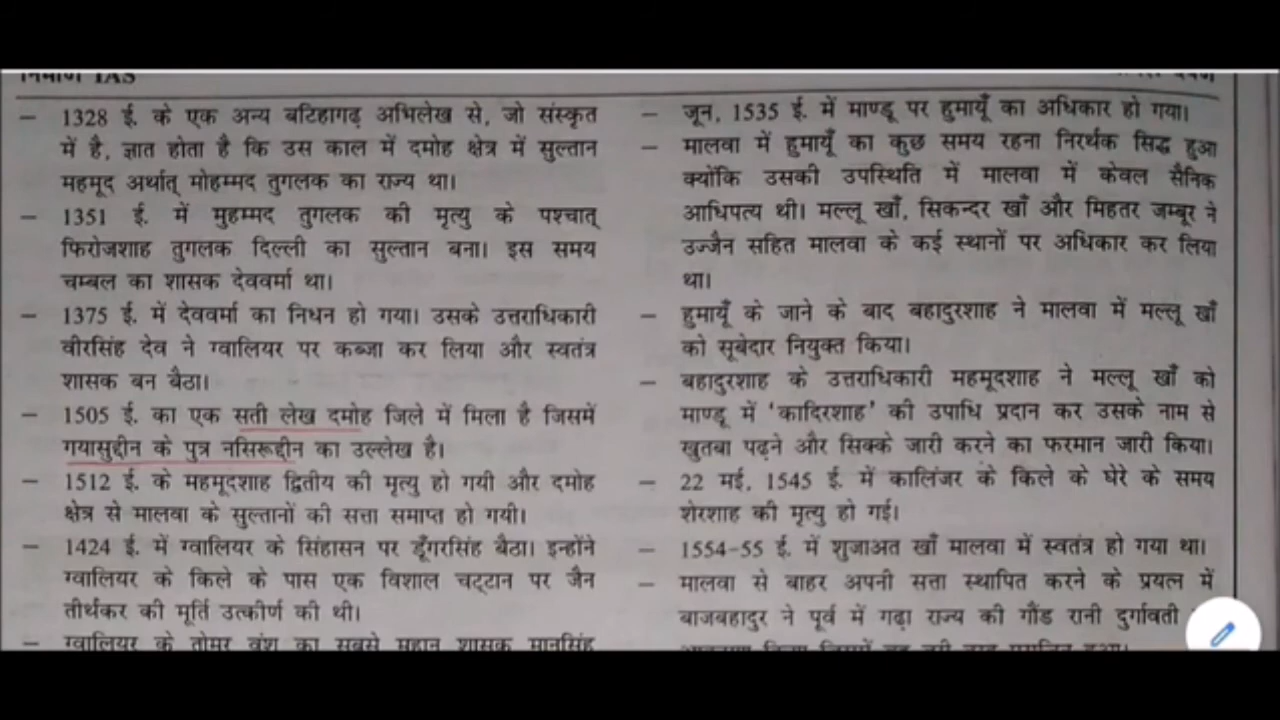 निर्माण IAS
– 1328 ई. के एक अन्य बटिहागढ़ अभिलेख से, जो संस्कृत
में है, ज्ञात होता है कि उस काल में दमोह क्षेत्र में सुल्तान
महमूद अर्थात् मोहम्मद तुगलक का राज्य था।
– 1351 ई. में मुहम्मद तुगलक की मृत्यु के पश्चात्
फिरोजशाह तुगलक दिल्ली का सुल्तान बना। इस समय
चम्बल का शासक देववर्मा था।
– 1375 ई. में देववर्मा का निधन हो गया। उसके उत्तराधिकारी
वीरसिंह देव ने ग्वालियर पर कब्जा कर लिया और स्वतंत्र
शासक बन बैठा।
– 1505 ई. का एक सती लेख दमोह जिले में मिला है जिसमें
गयासुद्दीन के पुत्र नसिरूद्दीन का उल्लेख है।
– 1512 ई. के महमूदशाह द्वितीय की मृत्यु हो गयी और दमोह
क्षेत्र से मालवा के सुल्तानों की सत्ता समाप्त हो गयी।
– 1424 ई. में ग्वालियर के सिंहासन पर डूँगरसिंह बैठा। इन्होंने
ग्वालियर के किले के पास एक विशाल चट्टान पर जैन
तीर्थकर की मूर्ति उत्कीर्ण की थी।
– ग्वालियर के तोमर वंश का सबसे महान शासक मानसिंह
– जून, 1535 ई. में माण्डू पर हुमायूँ का अधिकार हो गया।
– मालवा में हुमायूँ का कुछ समय रहना निरर्थक सिद्ध हुआ
क्योंकि उसकी उपस्थिति में मालवा में केवल सैनिक
आधिपत्य थी। मल्लू खाँ, सिकन्दर खाँ और मिहतर जम्बूर ने
उज्जैन सहित मालवा के कई स्थानों पर अधिकार कर लिया
था।
– हुमायूँ के जाने के बाद बहादुरशाह ने मालवा में मल्लू खाँ
को सूबेदार नियुक्त किया।
– बहादुरशाह के उत्तराधिकारी महमूदशाह ने मल्लू खाँ को
माण्डू में 'कादिरशाह' की उपाधि प्रदान कर उसके नाम से
खुतबा पढ़ने और सिक्के जारी करने का फरमान जारी किया।
– 22 मई, 1545 ई. में कालिंजर के किले के घेरे के समय
शेरशाह की मृत्यु हो गई।
– 1554-55 ई. में शुजाअत खाँ मालवा में स्वतंत्र हो गया था।
– मालवा से बाहर अपनी सत्ता स्थापित करने के प्रयत्न में
बाजबहादुर ने पूर्व में गढ़ा राज्य की गौंड रानी दुर्गावती